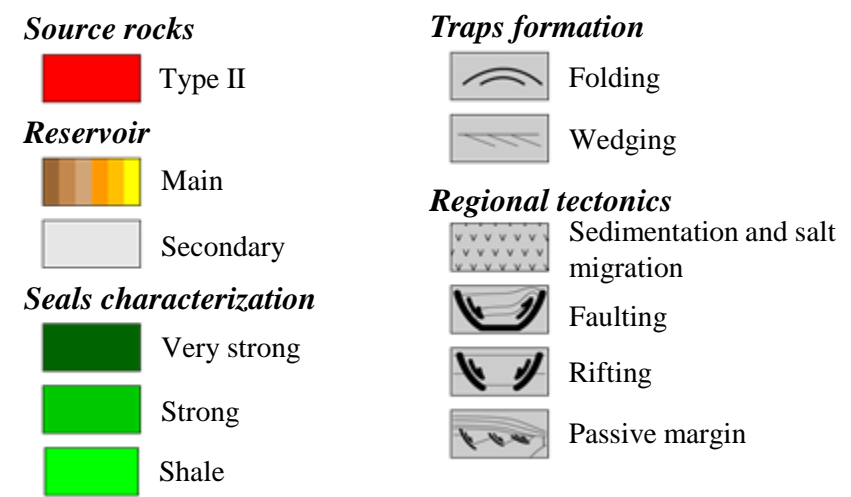 Source rocks
Type II
Reservoir
Main
Secondary
Seals characterization
Very strong
Strong
Shale
Traps formation
Folding
Wedging
Regional tectonics
Sedimentation and salt
migration
Faulting
Rifting
Passive margin